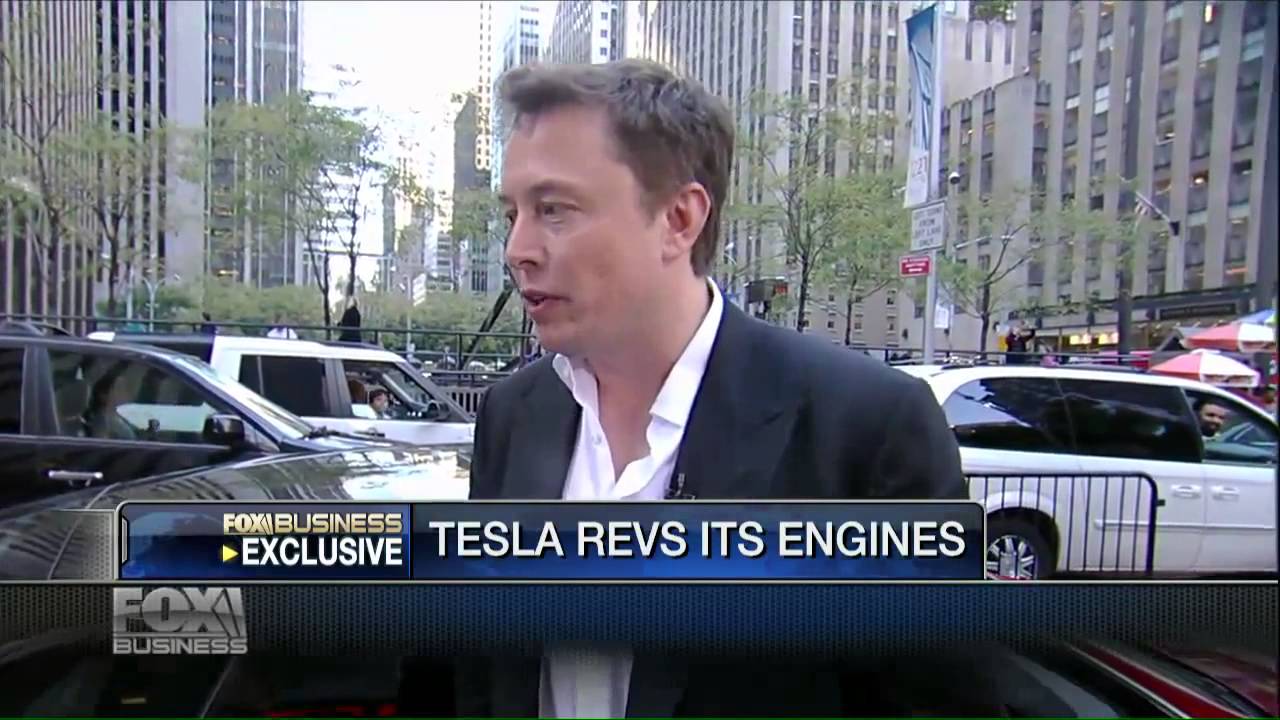 FOX BUSINESS
EXCLUSIVE
TESLA REVS ITS ENGINES
FOX
BUSINESS